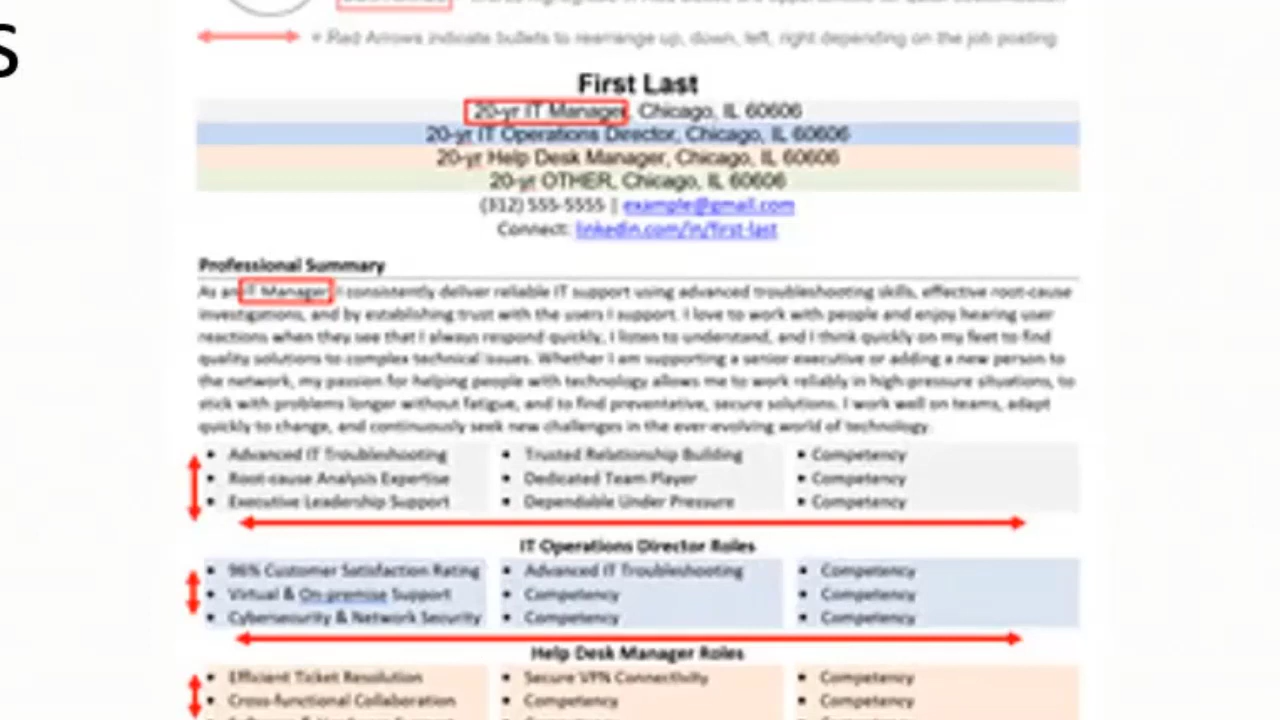 S
= Red Arrows indicate bullets to rearrange up, down, left, right depending on the job posting
First Last
20-yr IT Manager, Chicago, IL 60606
20-yr IT Operations Director, Chicago, IL 60606
20-yr Help Desk Manager, Chicago, IL 60606
20-yr OTHER, Chicago, IL 60606
(312) 555-5555 | example@gmail.com
Connect: linkedin.com/in/first-last
Professional Summary
As an IT Manager, I consistently deliver reliable IT support using advanced troubleshooting skills, effective root-cause
investigations, and by establishing trust with the users I support. I love to work with people and enjoy hearing user
reactions when they see that I always respond quickly, I listen to understand, and I think quickly on my feet to find
quality solutions to complex technical issues. Whether I am supporting a senior executive or adding a new person to
the network, my passion for helping people with technology allows me to work reliably in high-pressure situations, to
stick with problems longer without fatigue, and to find preventative, secure solutions. I work well on teams, adapt
quickly to change, and continuously seek new challenges in the ever-evolving world of technology.
• Advanced IT Troubleshooting • Trusted Relationship Building • Competency
• Root-cause Analysis Expertise • Dedicated Team Player • Competency
• Executive Leadership Support • Dependable Under Pressure • Competency
IT Operations Director Roles
• 96% Customer Satisfaction Rating • Advanced IT Troubleshooting • Competency
• Virtual & On-premise Support • Competency • Competency
• Cybersecurity & Network Security • Competency • Competency
Help Desk Manager Roles
• Efficient Ticket Resolution • Secure VPN Connectivity • Competency
• Cross-functional Collaboration • Competency • Competency